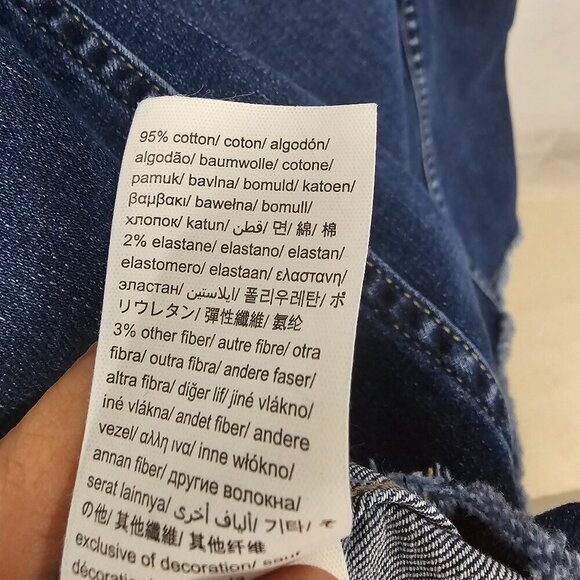 95% cotton/ coton/ algodón/
algodão/ baumwolle/ cotone/
pamuk/ bavlna/ bomuld/ katoen/
βαμβακι/ bawełna/ bomull/
хлопок/ katun/ قطن/ 면/ 綿/ 棉
2% elastane/ elastano/ elastan/
elastomero/ elastaan/ ελαστανη/
эластан/ ايلاستين/ 폴리우레탄/ ポ
リウレタン/ 彈性纖維/ 氨纶
3% other fiber/ autre fibre/ otra
fibra/ outra fibra/ andere faser/
altra fibra/ diğer lif/ jiné vlákno/
iné vlákna/ andet fiber/ andere
vezel/ αλλη ινα/ inne włókno/
annan fiber/ другие волокна/
serat lainnya/ ألياف أخرى/ 기타/ そ
の他/ 其他纖維/ 其他纤维
exclusive of decoration/